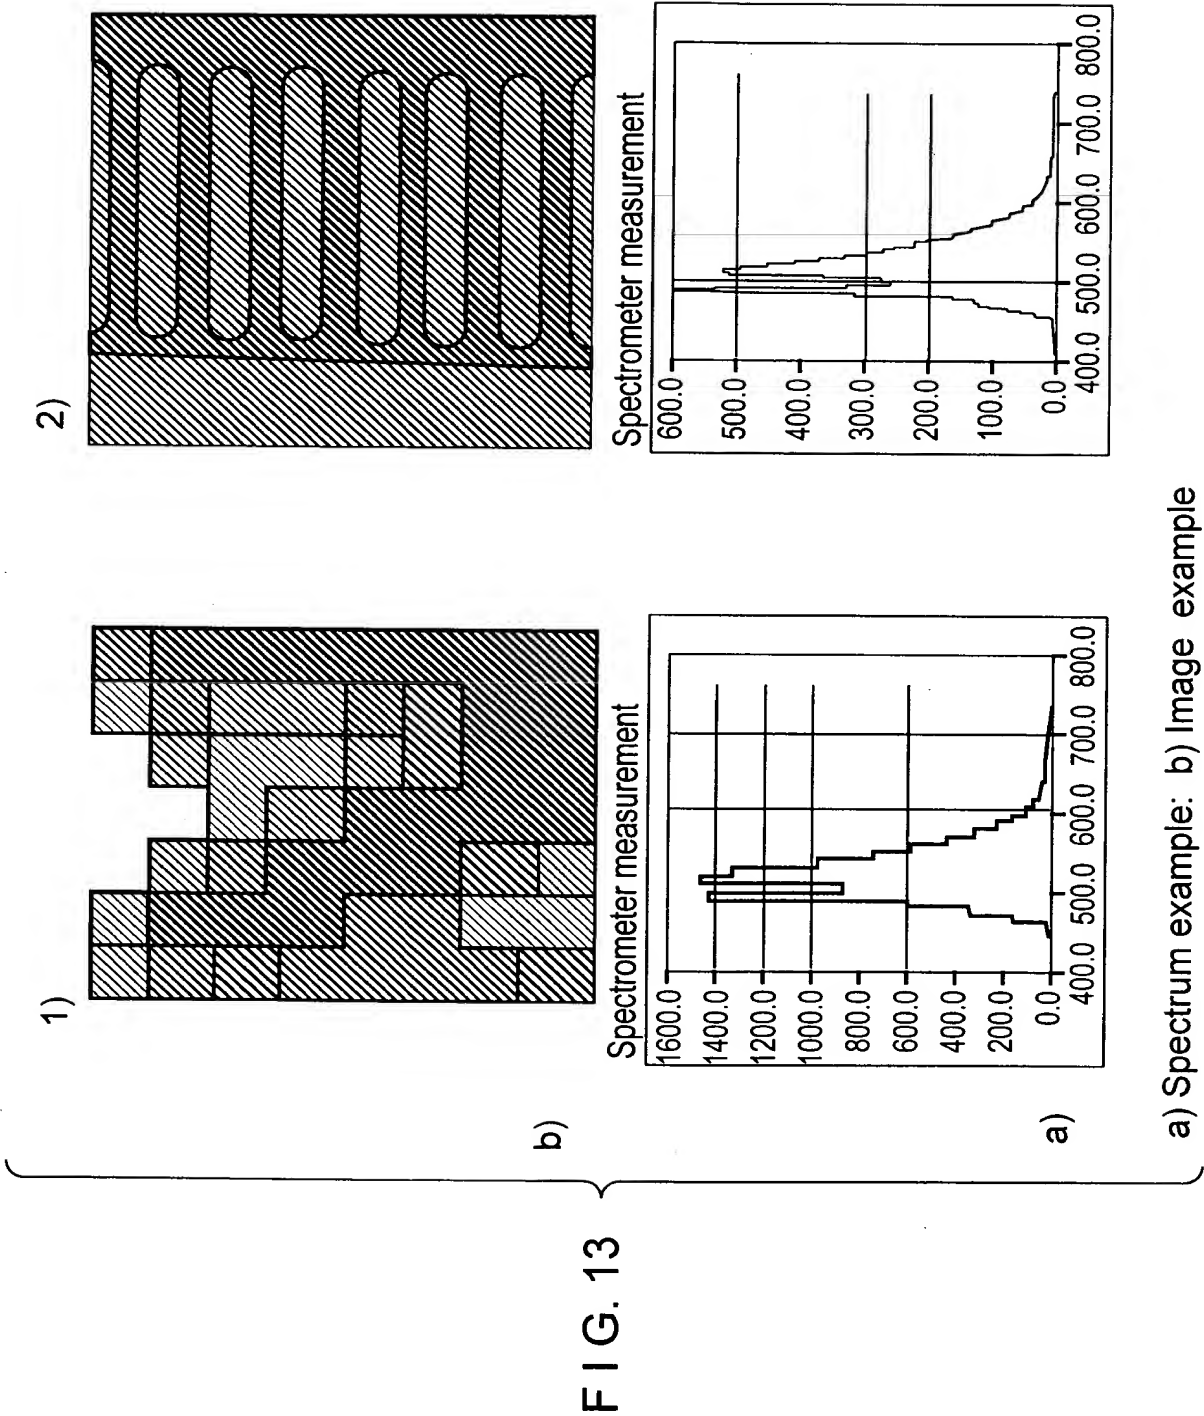 FIG. 13
1)
b)
a)
Spectrometer measurement
1600.0
1400.0
1200.0
1000.0
800.0
600.0
400.0
200.0
0.0
400.0 500.0 600.0 700.0 800.0
2)
Spectrometer measurement
600.0
500.0
400.0
300.0
200.0
100.0
0.0
400.0 500.0 600.0 700.0 800.0
a) Spectrum example: b) Image example